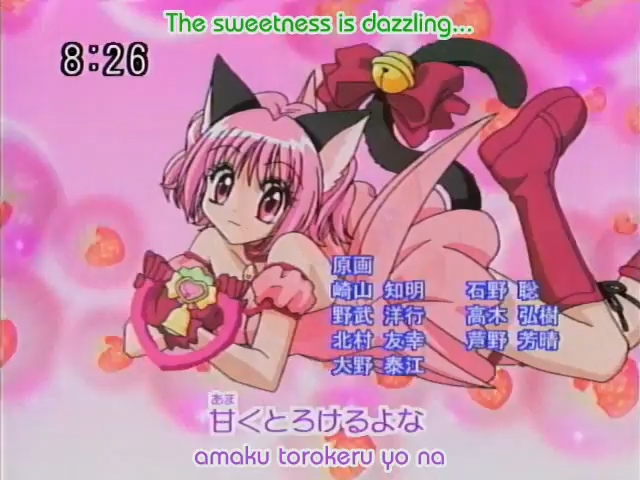 The sweetness is dazzling...
8:26
原画
崎山 知明　石野 聡
野武 洋行　高木 弘樹
北村 友幸　芦野 芳晴
大野 泰江
あま
甘くとろけるよな
amaku torokeru yo na